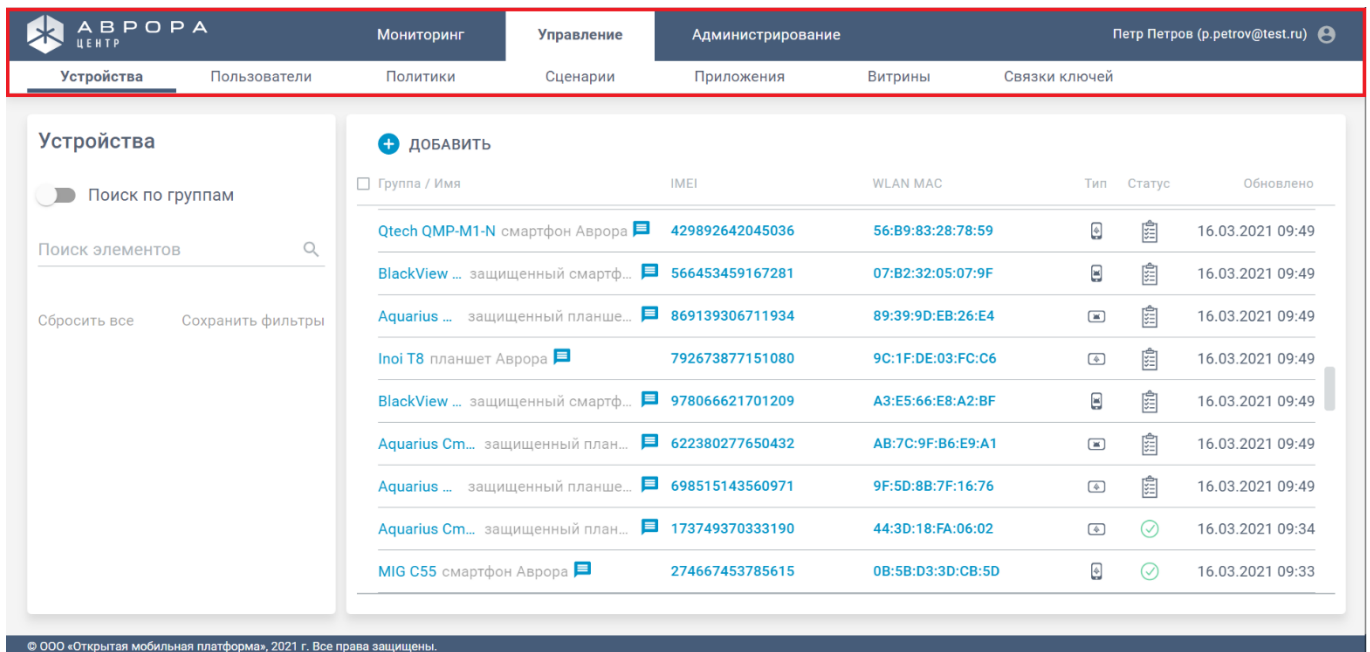 АВРОРА
ЦЕНТР
Мониторинг Управление Администрирование Петр Петров (p.petrov@test.ru)
Устройства Пользователи Политики Сценарии Приложения Витрины Связки ключей
Устройства
Поиск по группам
Поиск элементов
Сбросить все Сохранить фильтры
ДОБАВИТЬ
Группа / Имя IMEI WLAN MAC Тип Статус Обновлено
Qtech QMP-M1-N смартфон Аврора 429892642045036 56:B9:83:28:78:59 16.03.2021 09:49
BlackView ... защищенный смартф... 566453459167281 07:B2:32:05:07:9F 16.03.2021 09:49
Aquarius ... защищенный планше... 869139306711934 89:39:9D:EB:26:E4 16.03.2021 09:49
Inoi T8 планшет Аврора 792673877151080 9C:1F:DE:03:FC:C6 16.03.2021 09:49
BlackView ... защищенный смартф... 978066621701209 A3:E5:66:E8:A2:BF 16.03.2021 09:49
Aquarius Cm... защищенный план... 622380277650432 AB:7C:9F:B6:E9:A1 16.03.2021 09:49
Aquarius ... защищенный планше... 698515143560971 9F:5D:8B:7F:16:76 16.03.2021 09:49
Aquarius Cm... защищенный план... 173749370333190 44:3D:18:FA:06:02 16.03.2021 09:34
MIG C55 смартфон Аврора 274667453785615 0B:5B:D3:3D:CB:5D 16.03.2021 09:33
© ООО «Открытая мобильная платформа», 2021 г. Все права защищены.